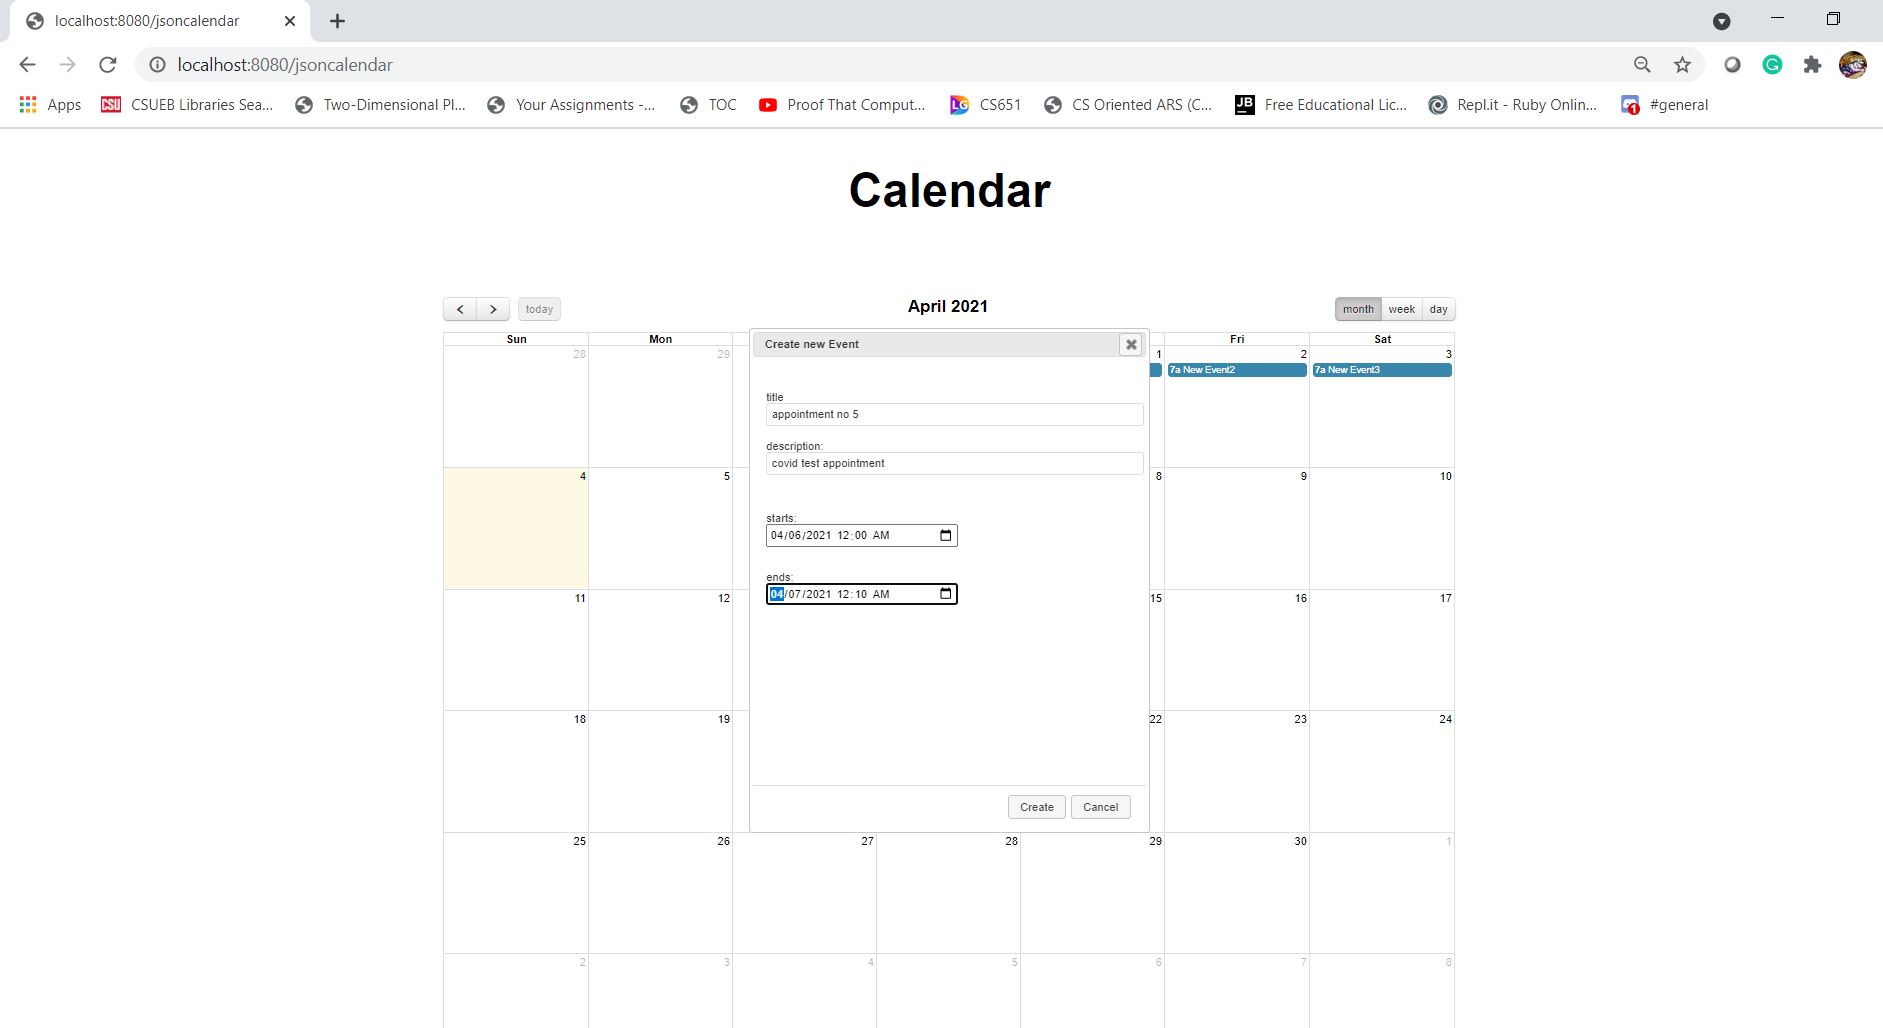 localhost:8080/jsoncalendar
localhost:8080/jsoncalendar
Apps CSU CSUEB Libraries Sea... Two-Dimensional Pl... Your Assignments -... TOC Proof That Comput... LG CS651 CS Oriented ARS (C... JB Free Educational Lic... Repl.it - Ruby Onlin... 1 #general
Calendar
today April 2021 month week day
Sun Mon Fri Sat
28 29 1 2 3
7a New Event2 7a New Event3
Create new Event
title
appointment no 5
description:
covid test appointment
4 5 8 9 10
starts:
04/06/2021 12:00 AM
ends:
04/07/2021 12:10 AM
11 12 15 16 17
18 19 22 23 24
Create Cancel
25 26 27 28 29 30 1
2 3 4 5 6 7 8